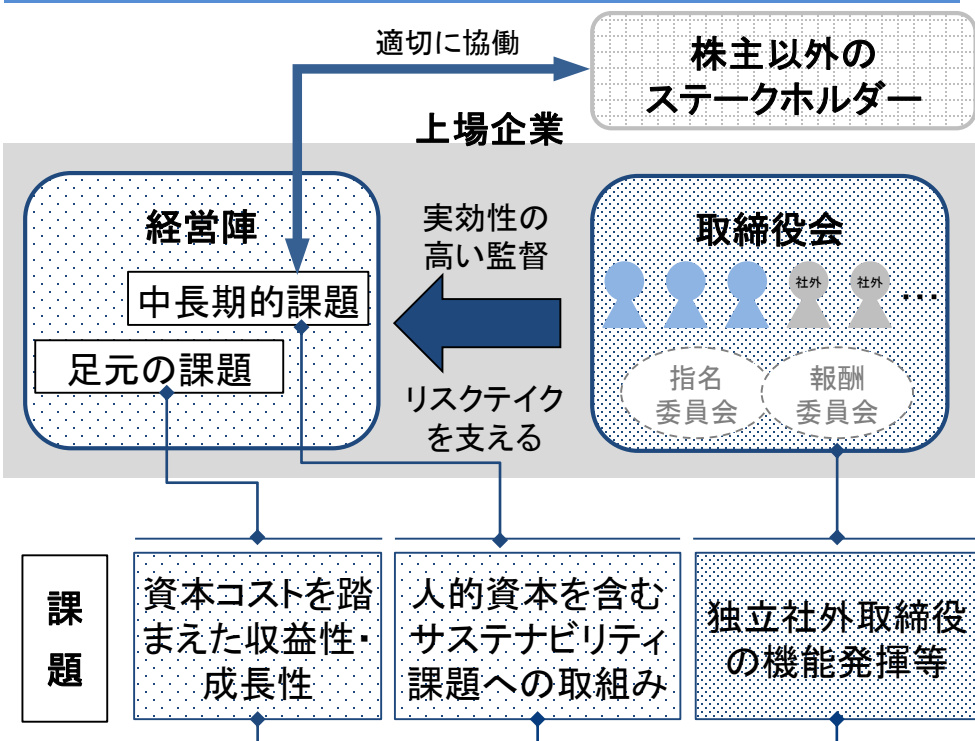 適切に協働
株主以外の
ステークホルダー
上場企業
経営陣
中長期的課題
足元の課題
実効性の
高い監督
リスクテイク
を支える
取締役会
社外
社外
…
指名
委員会
報酬
委員会
課
題
資本コストを踏
まえた収益性・
成長性
人的資本を含む
サステナビリティ
課題への取組み
独立社外取締役
の機能発揮等